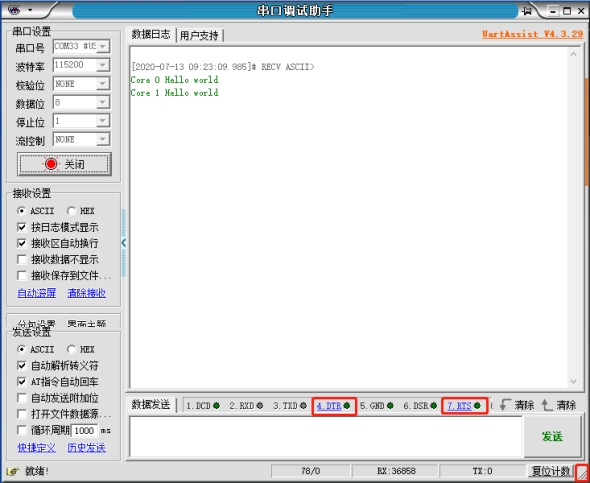 串口调试助手
串口设置
串口号 COM33 #US
波特率 115200
校验位 NONE
数据位 8
停止位 1
流控制 NONE
关闭
接收设置
ASCII HEX
按日志模式显示
接收区自动换行
接收数据不显示
接收保存到文件...
自动滚屏 清除接收
分包设置 界面主题
发送设置
ASCII HEX
自动解析转义符
AT指令自动回车
自动发送附加位
打开文件数据源...
循环周期 1000 ms
快捷定义 历史发送
数据日志 用户支持 UartAssist V4.3.29
[2020-07-13 09:23:09.985]# RECV ASCII>
Core 0 Hello world
Core 1 Hello world
数据发送 1.DCD 2.RXD 3.TXD 4.DTR 5.GND 6.DSR 7.RTS 清除 清除
发送
就绪! 78/0 RX:36858 TX:0 复位计数